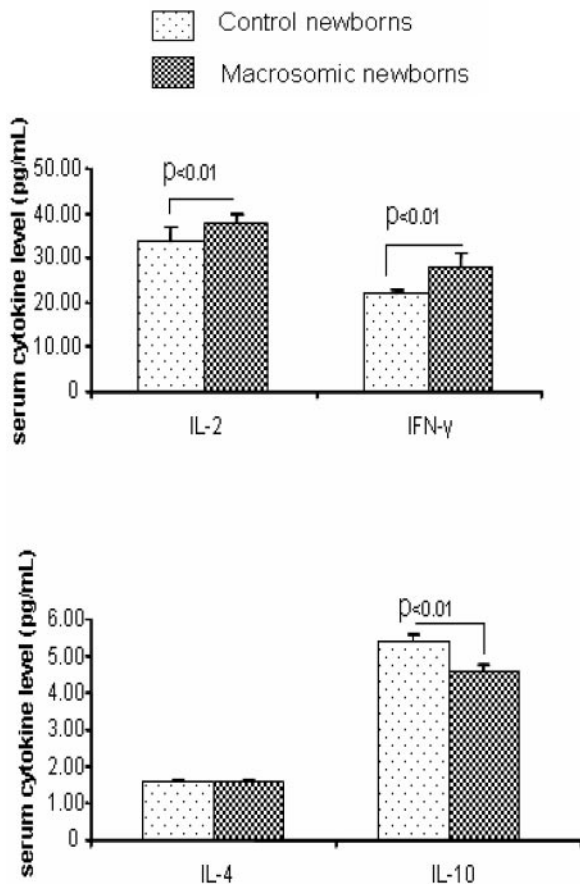 Control newborns
Macrosomic newborns
serum cytokine level (pg/mL)
50.00
40.00
30.00
20.00
10.00
0
p<0.01
p<0.01
IL-2
IFN-γ
serum cytokine level (pg/mL)
6.00
5.00
4.00
3.00
2.00
1.00
0
p<0.01
IL-4
IL-10